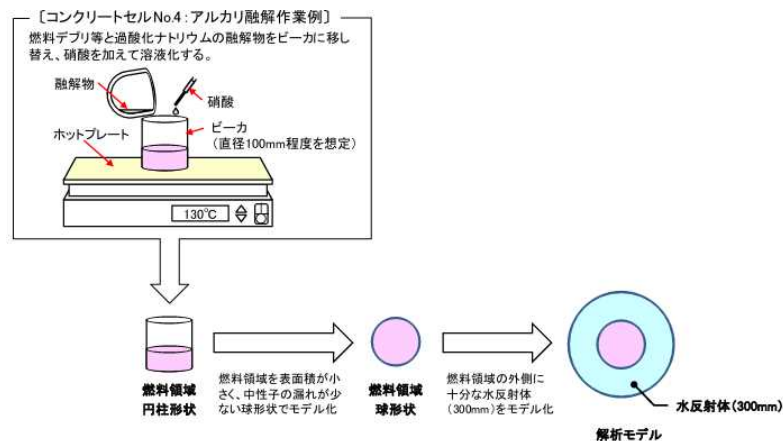 [コンクリートセルNo.4:アルカリ融解作業例]
燃料デブリ等と過酸化ナトリウムの融解物をビーカに移し
替え、硝酸を加えて溶液化する。
融解物
硝酸
ビーカ
(直径100mm程度を想定)
ホットプレート
130℃
燃料領域
円柱形状
燃料領域を表面積が小
さく、中性子の漏れが少
ない球形状でモデル化
燃料領域
球形状
燃料領域の外側に
十分な水反射体
(300mm)をモデル化
水反射体(300mm)
解析モデル